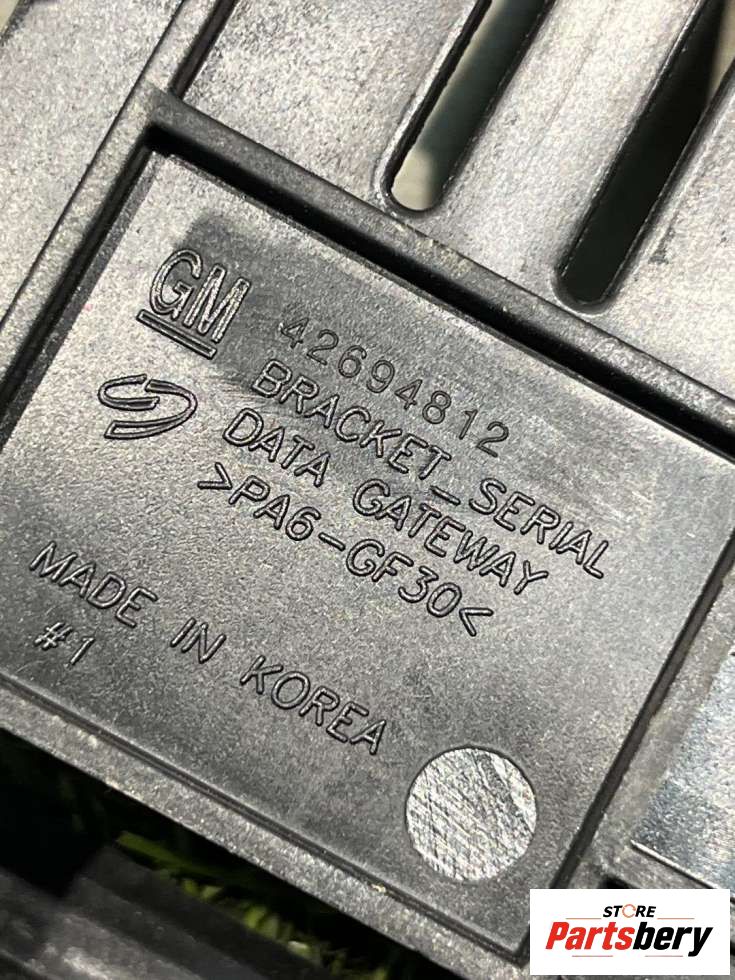 GM 42694812
BRACKET_SERIAL
DATA GATEWAY
>PA6-GF30<
MADE IN KOREA
#1
STORE
Partsbery